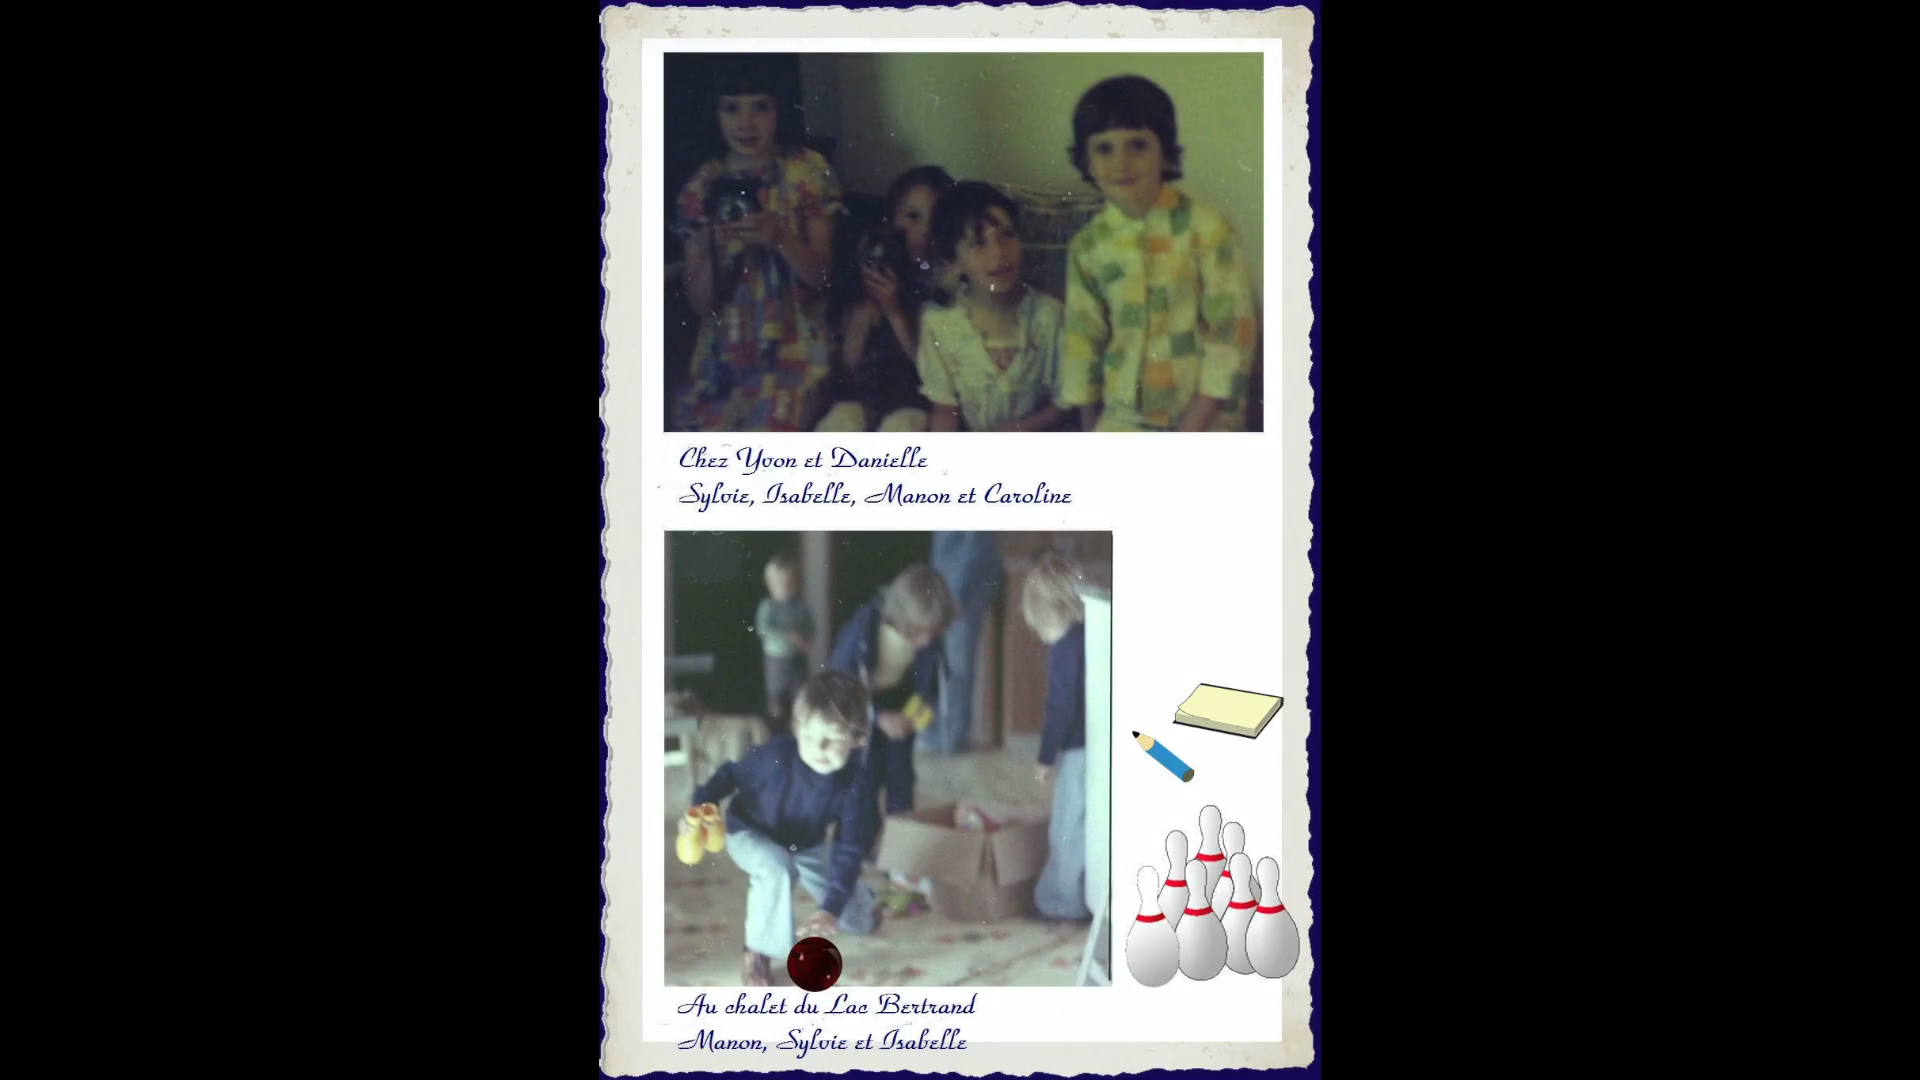 Chez Yvon et Danielle
Sylvie, Isabelle, Manon et Caroline
Au chalet du Lac Bertrand
Manon, Sylvie et Isabelle